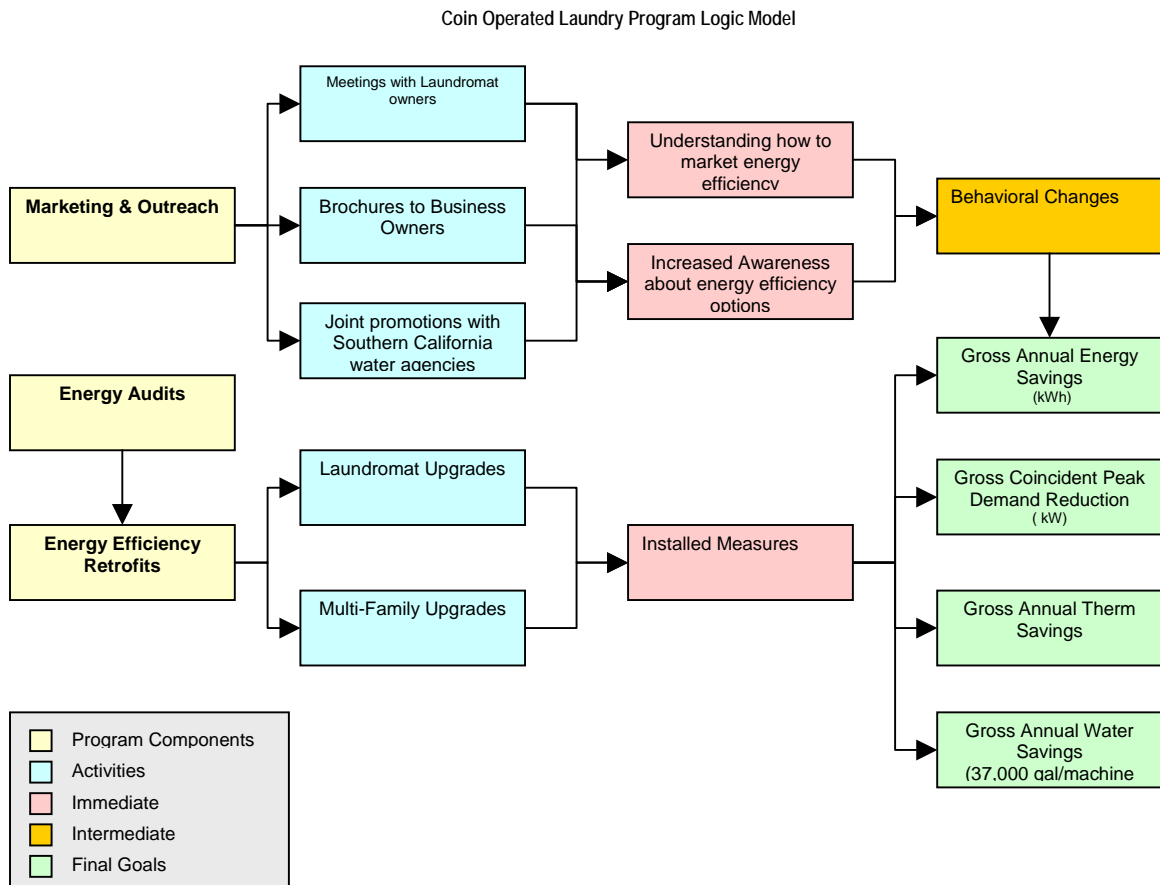 Coin Operated Laundry Program Logic Model
Meetings with Laundromat
owners
Understanding how to
market energy
efficiency
Marketing & Outreach
Brochures to Business
Owners
Behavioral Changes
Increased Awareness
about energy efficiency
options
Joint promotions with
Southern California
water agencies
Gross Annual Energy
Savings
(kWh)
Energy Audits
Laundromat Upgrades
Gross Coincident Peak
Demand Reduction
( kW)
Energy Efficiency
Retrofits
Installed Measures
Multi-Family Upgrades
Gross Annual Therm
Savings
Gross Annual Water
Savings
(37,000 gal/machine
Program Components
Activities
Immediate
Intermediate
Final Goals